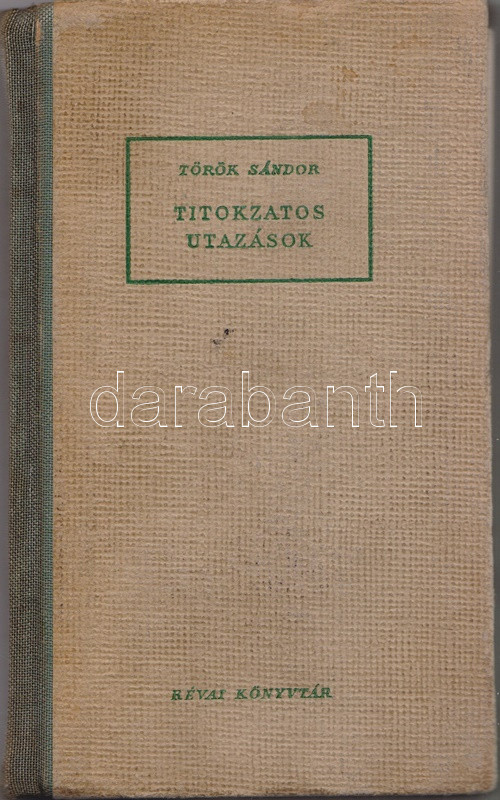 TÖRÖK SÁNDOR
TITOKZATOS
UTAZÁSOK
darabanth
RÉVAI KÖNYVTÁR